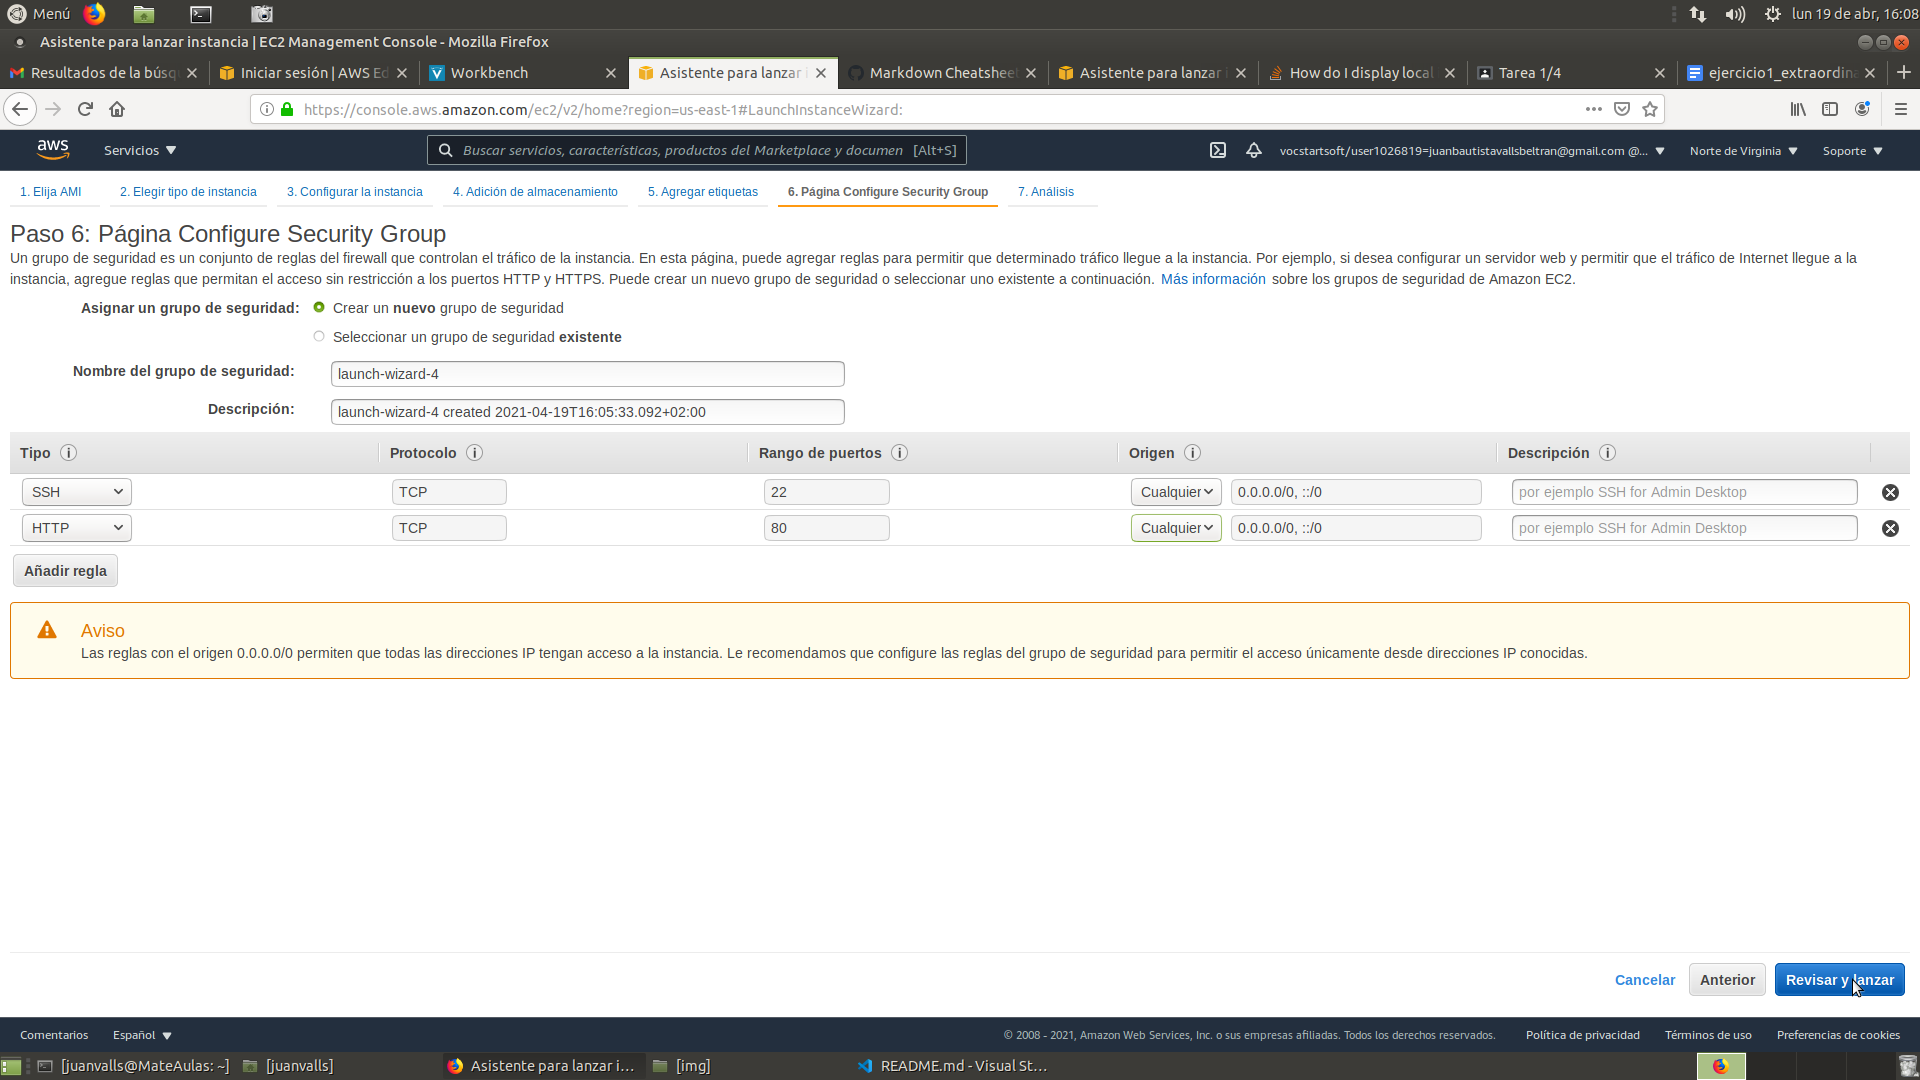 Menú
lun 19 de abr, 16:08
Asistente para lanzar instancia | EC2 Management Console - Mozilla Firefox
Resultados de la búsq
Iniciar sesión | AWS Ed
Workbench
Asistente para lanzar i
Markdown Cheatsheet
Asistente para lanzar i
How do I display local
Tarea 1/4
ejercicio1_extraordina
https://console.aws.amazon.com/ec2/v2/home?region=us-east-1#LaunchInstanceWizard:
aws
Servicios
Buscar servicios, características, productos del Marketplace y documen [Alt+S]
vocstartsoft/user1026819=juanbautistavallsbeltran@gmail.com @...
Norte de Virginia
Soporte
1. Elija AMI
2. Elegir tipo de instancia
3. Configurar la instancia
4. Adición de almacenamiento
5. Agregar etiquetas
6. Página Configure Security Group
7. Análisis
Paso 6: Página Configure Security Group
Un grupo de seguridad es un conjunto de reglas del firewall que controlan el tráfico de la instancia. En esta página, puede agregar reglas para permitir que determinado tráfico llegue a la instancia. Por ejemplo, si desea configurar un servidor web y permitir que el tráfico de Internet llegue a la
instancia, agregue reglas que permitan el acceso sin restricción a los puertos HTTP y HTTPS. Puede crear un nuevo grupo de seguridad o seleccionar uno existente a continuación. Más información sobre los grupos de seguridad de Amazon EC2.
Asignar un grupo de seguridad:
Crear un nuevo grupo de seguridad
Seleccionar un grupo de seguridad existente
Nombre del grupo de seguridad:
launch-wizard-4
Descripción:
launch-wizard-4 created 2021-04-19T16:05:33.092+02:00
Tipo
Protocolo
Rango de puertos
Origen
Descripción
SSH
TCP
22
Cualquier
0.0.0.0/0, ::/0
por ejemplo SSH for Admin Desktop
HTTP
TCP
80
Cualquier
0.0.0.0/0, ::/0
por ejemplo SSH for Admin Desktop
Añadir regla
Aviso
Las reglas con el origen 0.0.0.0/0 permiten que todas las direcciones IP tengan acceso a la instancia. Le recomendamos que configure las reglas del grupo de seguridad para permitir el acceso únicamente desde direcciones IP conocidas.
Cancelar
Anterior
Revisar y lanzar
Comentarios
Español
© 2008 - 2021, Amazon Web Services, Inc. o sus empresas afiliadas. Todos los derechos reservados.
Política de privacidad
Términos de uso
Preferencias de cookies
[juanvalls@MateAulas: ~]
[juanvalls]
Asistente para lanzar i...
[img]
README.md - Visual St...